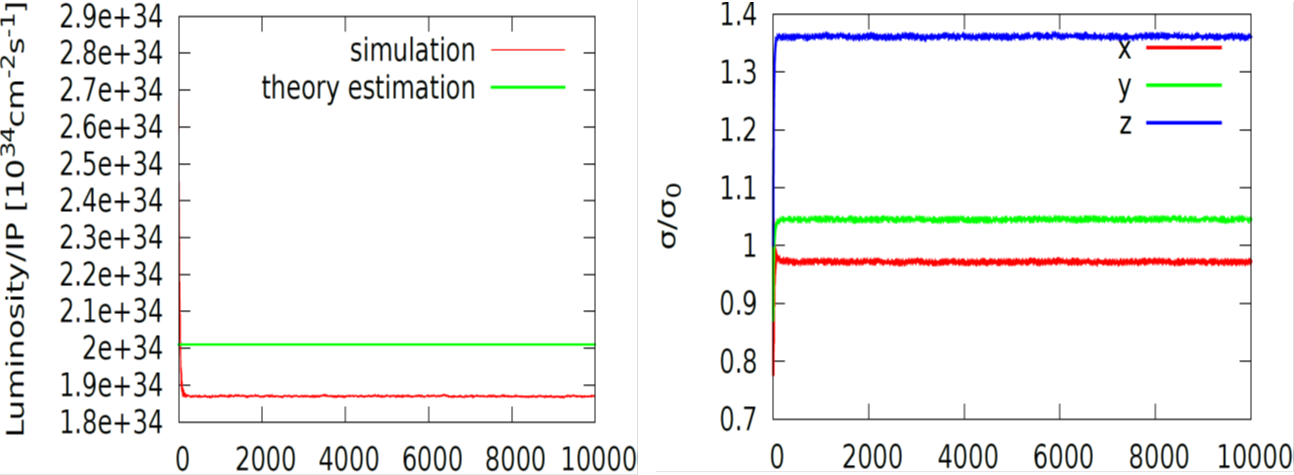 Luminosity/IP [10³⁴cm⁻²s⁻¹]
2.9e+34
2.8e+34
2.7e+34
2.6e+34
2.5e+34
2.4e+34
2.3e+34
2.2e+34
2.1e+34
2e+34
1.9e+34
1.8e+34
simulation
theory estimation
0 2000 4000 6000 8000 10000
σ/σ₀
1.4
1.3
1.2
1.1
1
0.9
0.8
0.7
x
y
z
0 2000 4000 6000 8000 10000